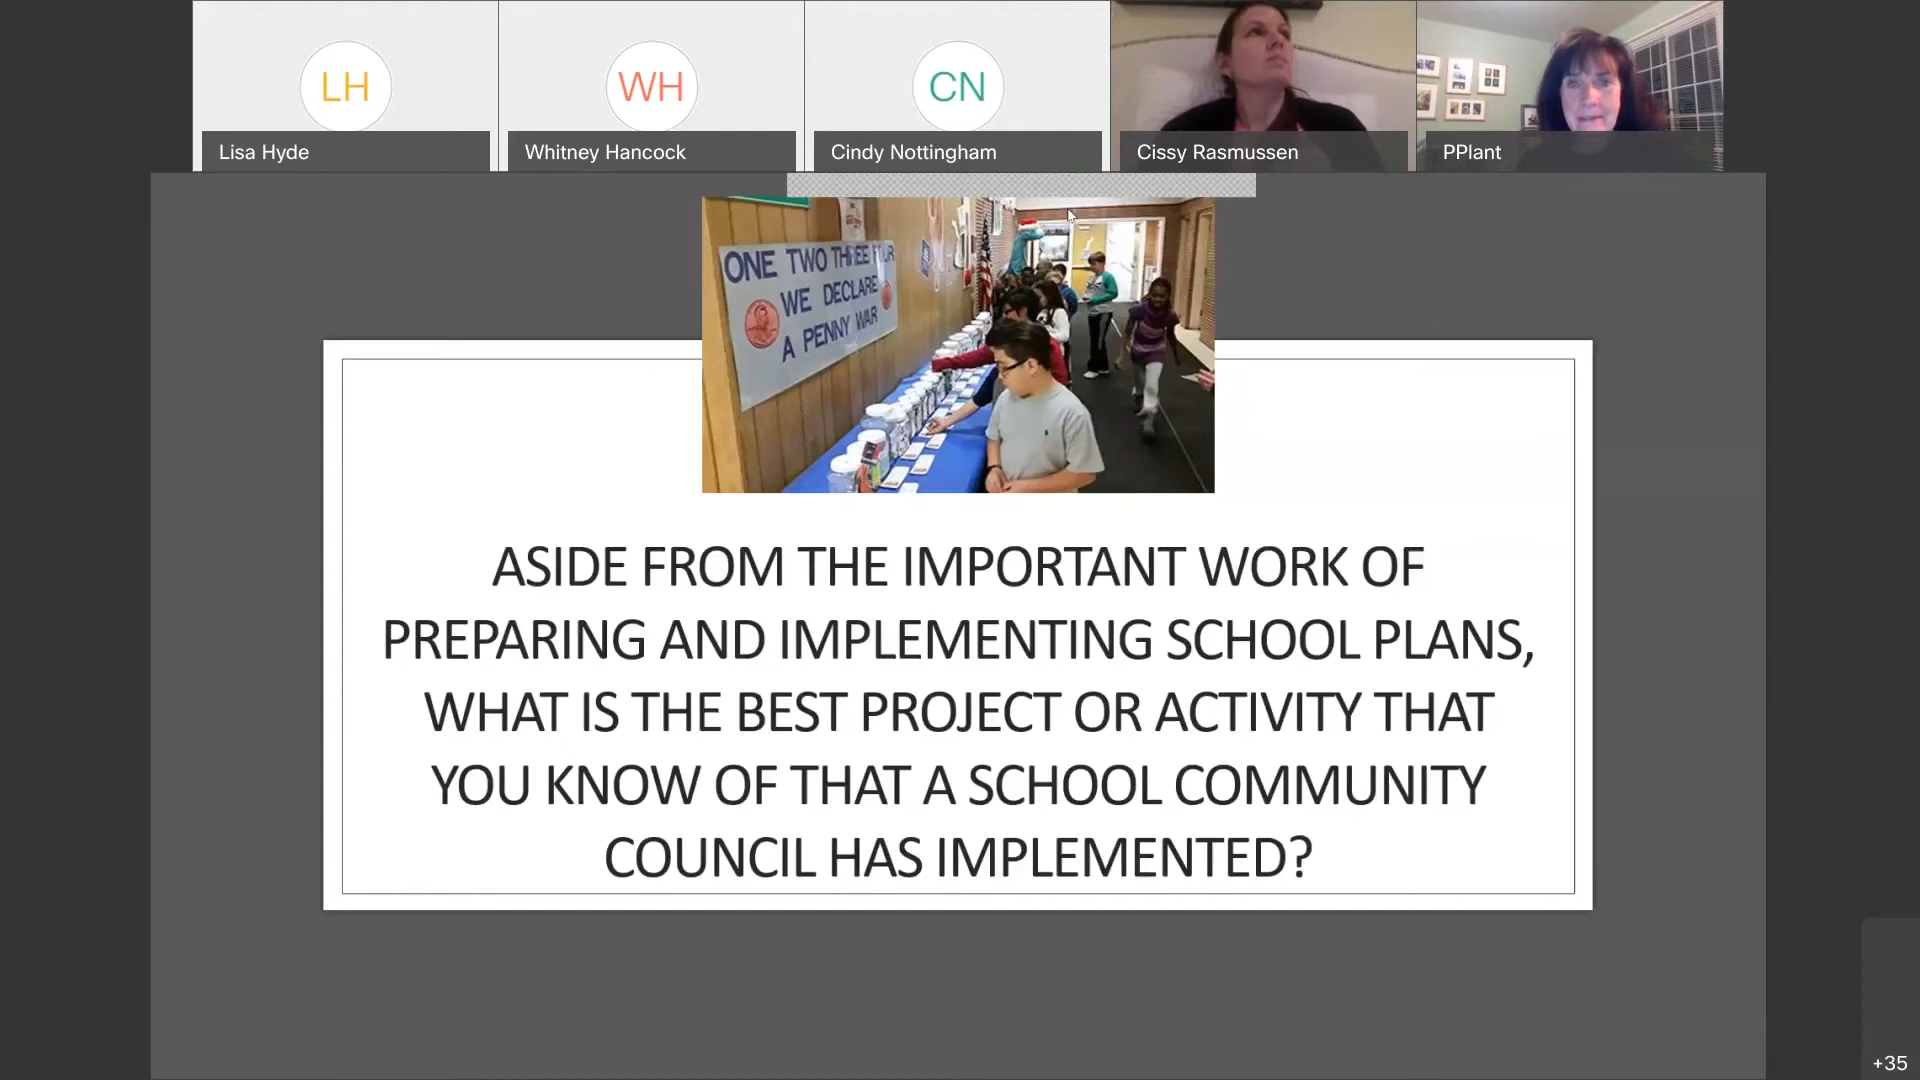 LH
WH
CN
Lisa Hyde
Whitney Hancock
Cindy Nottingham
Cissy Rasmussen
PPlant
ONE TWO THREE FOUR
WE DECLARE
A PENNY WAR
ASIDE FROM THE IMPORTANT WORK OF
PREPARING AND IMPLEMENTING SCHOOL PLANS,
WHAT IS THE BEST PROJECT OR ACTIVITY THAT
YOU KNOW OF THAT A SCHOOL COMMUNITY
COUNCIL HAS IMPLEMENTED?
+35